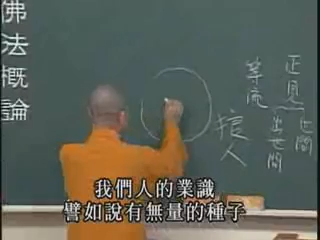 佛法概論
正見
世間
出世間
等流
人
我們人的業識
譬如說有無量的種子